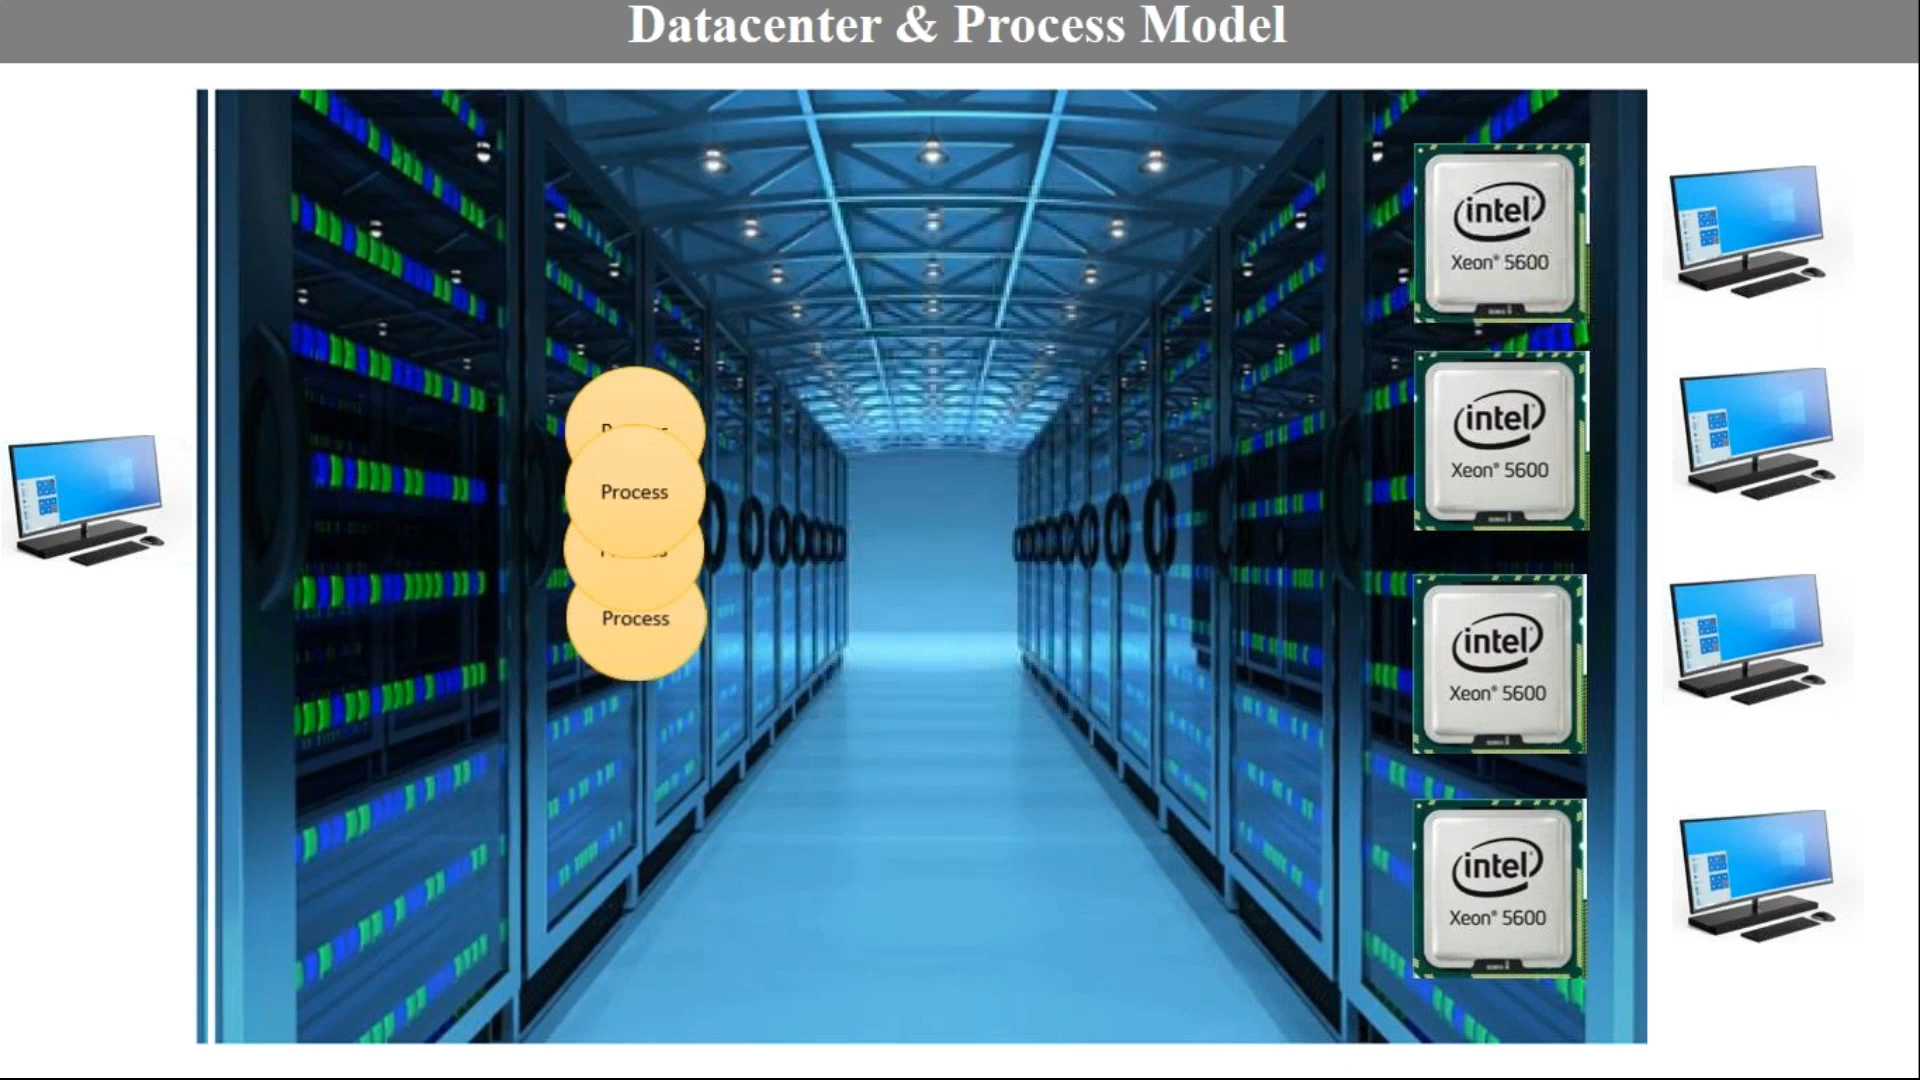 Datacenter & Process Model
intel
Xeon® 5600
intel
Xeon® 5600
Process
Process
intel
Xeon® 5600
intel
Xeon® 5600